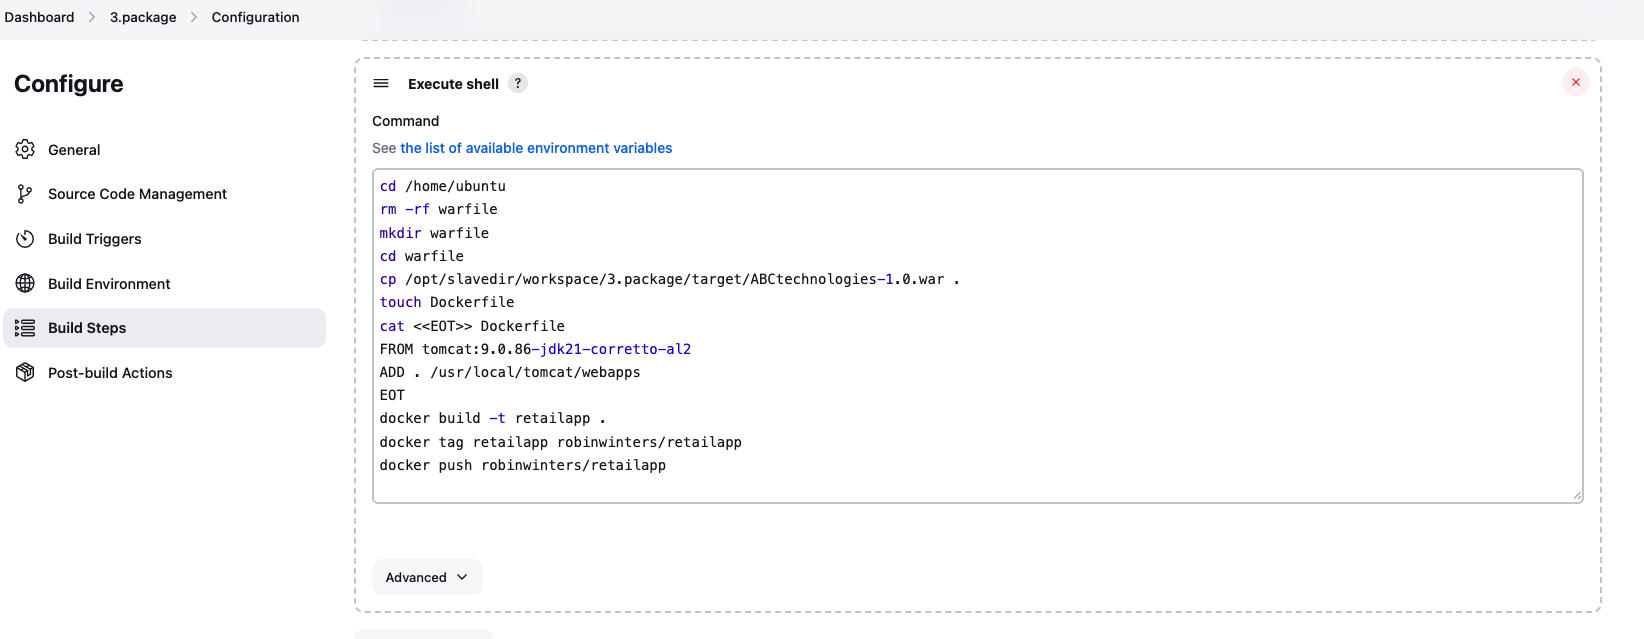 Dashboard > 3.package > Configuration
Configure
General
Source Code Management
Build Triggers
Build Environment
Build Steps
Post-build Actions
Execute shell ?
Command
See the list of available environment variables
cd /home/ubuntu
rm -rf warfile
mkdir warfile
cd warfile
cp /opt/slavedir/workspace/3.package/target/ABCtechnologies-1.0.war .
touch Dockerfile
cat <<EOT>> Dockerfile
FROM tomcat:9.0.86-jdk21-corretto-al2
ADD . /usr/local/tomcat/webapps
EOT
docker build -t retailapp .
docker tag retailapp robinwinters/retailapp
docker push robinwinters/retailapp
Advanced